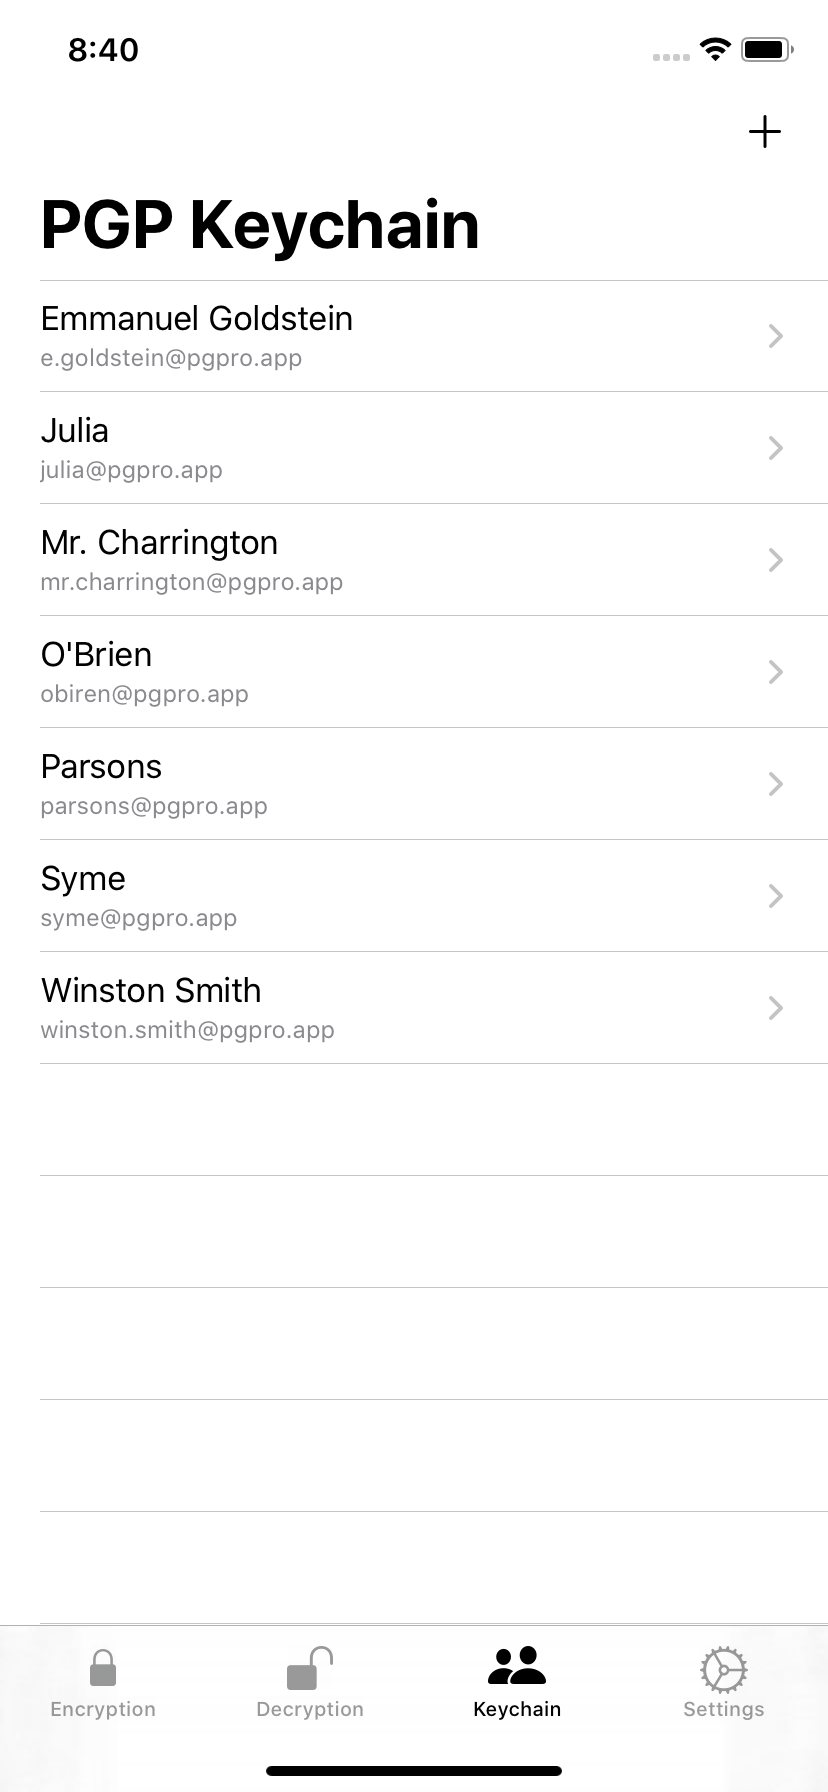 8:40
PGP Keychain
Emmanuel Goldstein
e.goldstein@pgpro.app
Julia
julia@pgpro.app
Mr. Charrington
mr.charrington@pgpro.app
O'Brien
obiren@pgpro.app
Parsons
parsons@pgpro.app
Syme
syme@pgpro.app
Winston Smith
winston.smith@pgpro.app
Encryption Decryption Keychain Settings